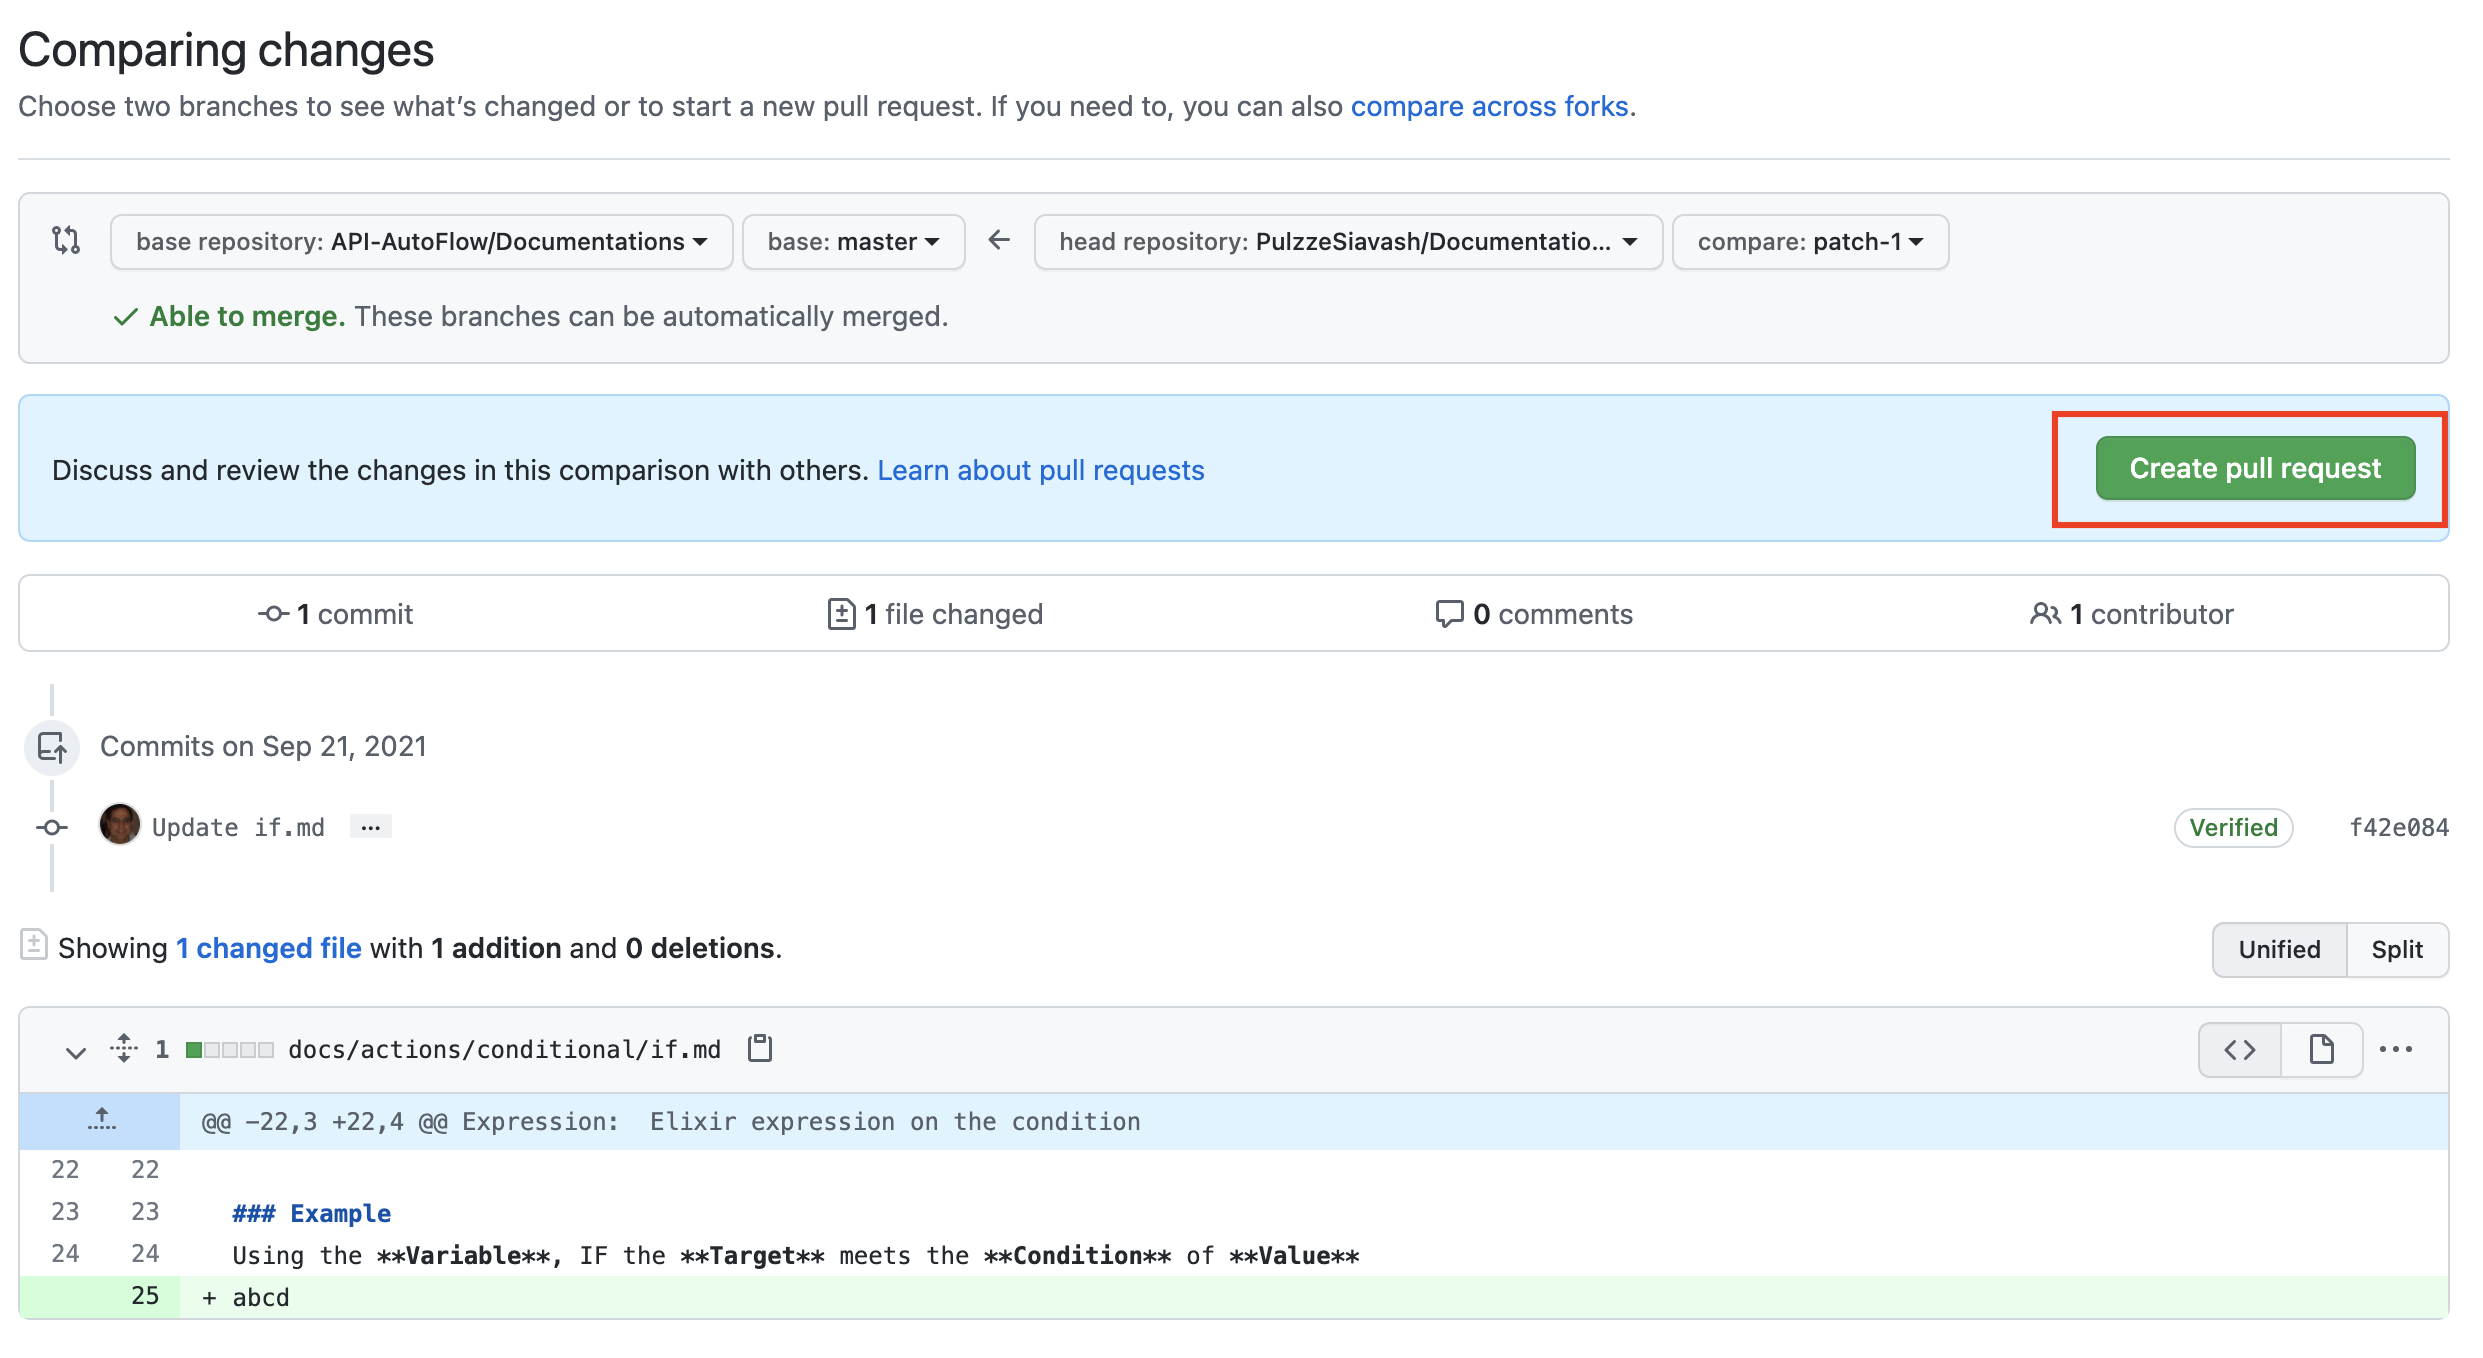 Comparing changes
Choose two branches to see what’s changed or to start a new pull request. If you need to, you can also compare across forks.
base repository: API-AutoFlow/Documentations base: master head repository: PulzzeSiavash/Documentatio... compare: patch-1
Able to merge. These branches can be automatically merged.
Discuss and review the changes in this comparison with others. Learn about pull requests
Create pull request
1 commit 1 file changed 0 comments 1 contributor
Commits on Sep 21, 2021
Update if.md ... Verified f42e084
Showing 1 changed file with 1 addition and 0 deletions.
Unified Split
1 docs/actions/conditional/if.md
@@ -22,3 +22,4 @@ Expression:  Elixir expression on the condition
22 22
23 23 ### Example
24 24 Using the **Variable**, IF the **Target** meets the **Condition** of **Value**
25 + abcd